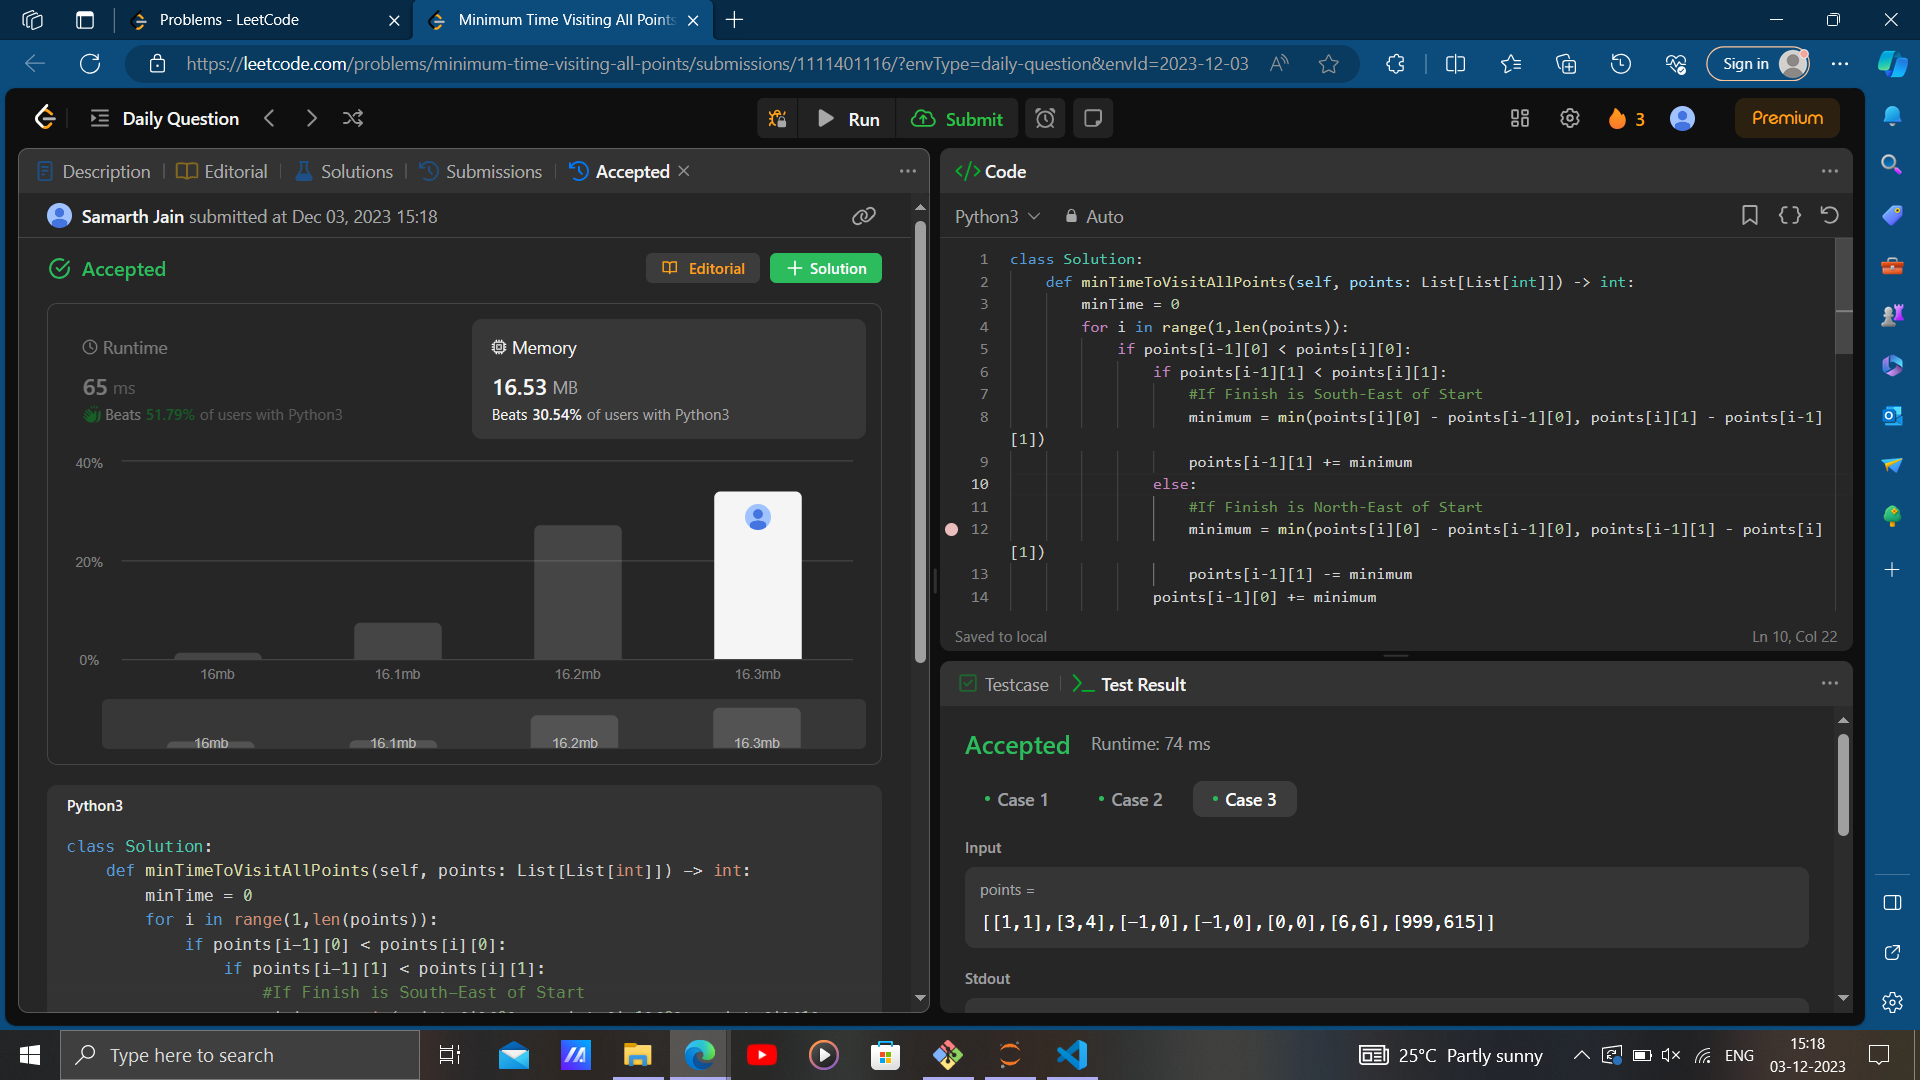 Problems - LeetCode
Minimum Time Visiting All Points
https://leetcode.com/problems/minimum-time-visiting-all-points/submissions/1111401116/?envType=daily-question&envId=2023-12-03
Sign in
Daily Question
Run
Submit
3
Premium
Description
Editorial
Solutions
Submissions
Accepted
Samarth Jain submitted at Dec 03, 2023 15:18
Accepted
Editorial
Solution
Runtime
65 ms
Beats 51.79% of users with Python3
Memory
16.53 MB
Beats 30.54% of users with Python3
40%
20%
0%
16mb 16.1mb 16.2mb 16.3mb
16mb 16.1mb 16.2mb 16.3mb
Python3
class Solution:
def minTimeToVisitAllPoints(self, points: List[List[int]]) -> int:
minTime = 0
for i in range(1,len(points)):
if points[i-1][0] < points[i][0]:
if points[i-1][1] < points[i][1]:
#If Finish is South-East of Start
Code
Python3
Auto
1 class Solution:
2 def minTimeToVisitAllPoints(self, points: List[List[int]]) -> int:
3 minTime = 0
4 for i in range(1,len(points)):
5 if points[i-1][0] < points[i][0]:
6 if points[i-1][1] < points[i][1]:
7 #If Finish is South-East of Start
8 minimum = min(points[i][0] - points[i-1][0], points[i][1] - points[i-1]
[1])
9 points[i-1][1] += minimum
10 else:
11 #If Finish is North-East of Start
12 minimum = min(points[i][0] - points[i-1][0], points[i-1][1] - points[i]
[1])
13 points[i-1][1] -= minimum
14 points[i-1][0] += minimum
Saved to local
Ln 10, Col 22
Testcase
Test Result
Accepted
Runtime: 74 ms
Case 1
Case 2
Case 3
Input
points =
[[1,1],[3,4],[-1,0],[-1,0],[0,0],[6,6],[999,615]]
Stdout
Type here to search
25°C Partly sunny
ENG
15:18
03-12-2023